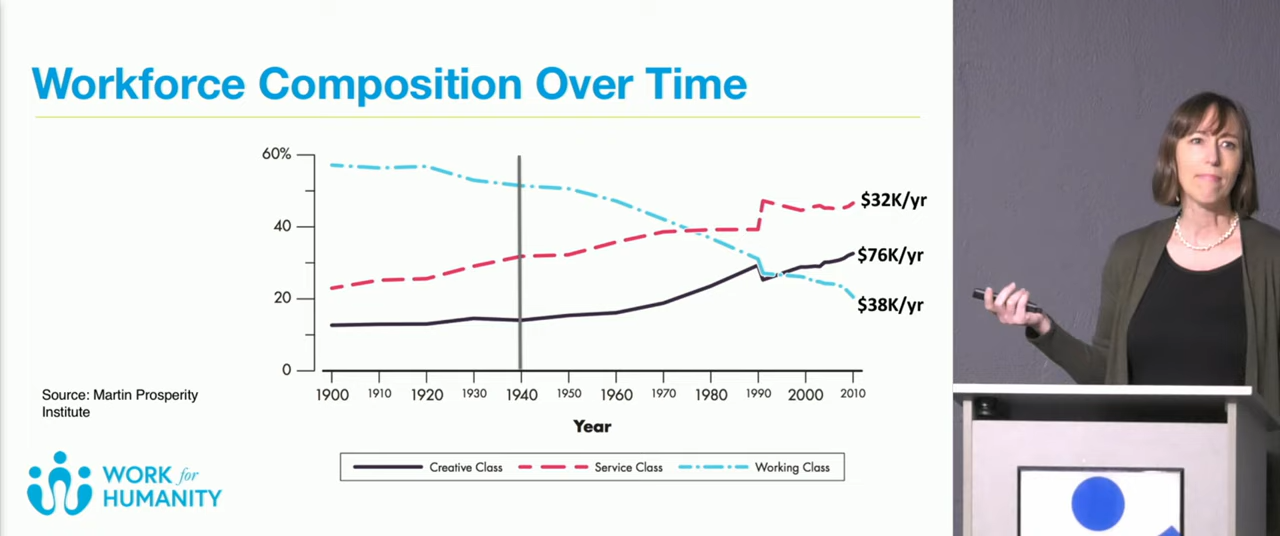 Workforce Composition Over Time
60%
40
20
0
$32K/yr
$76K/yr
$38K/yr
1900 1910 1920 1930 1940 1950 1960 1970 1980 1990 2000 2010
Year
Creative Class Service Class Working Class
Source: Martin Prosperity
Institute
WORK for
HUMANITY